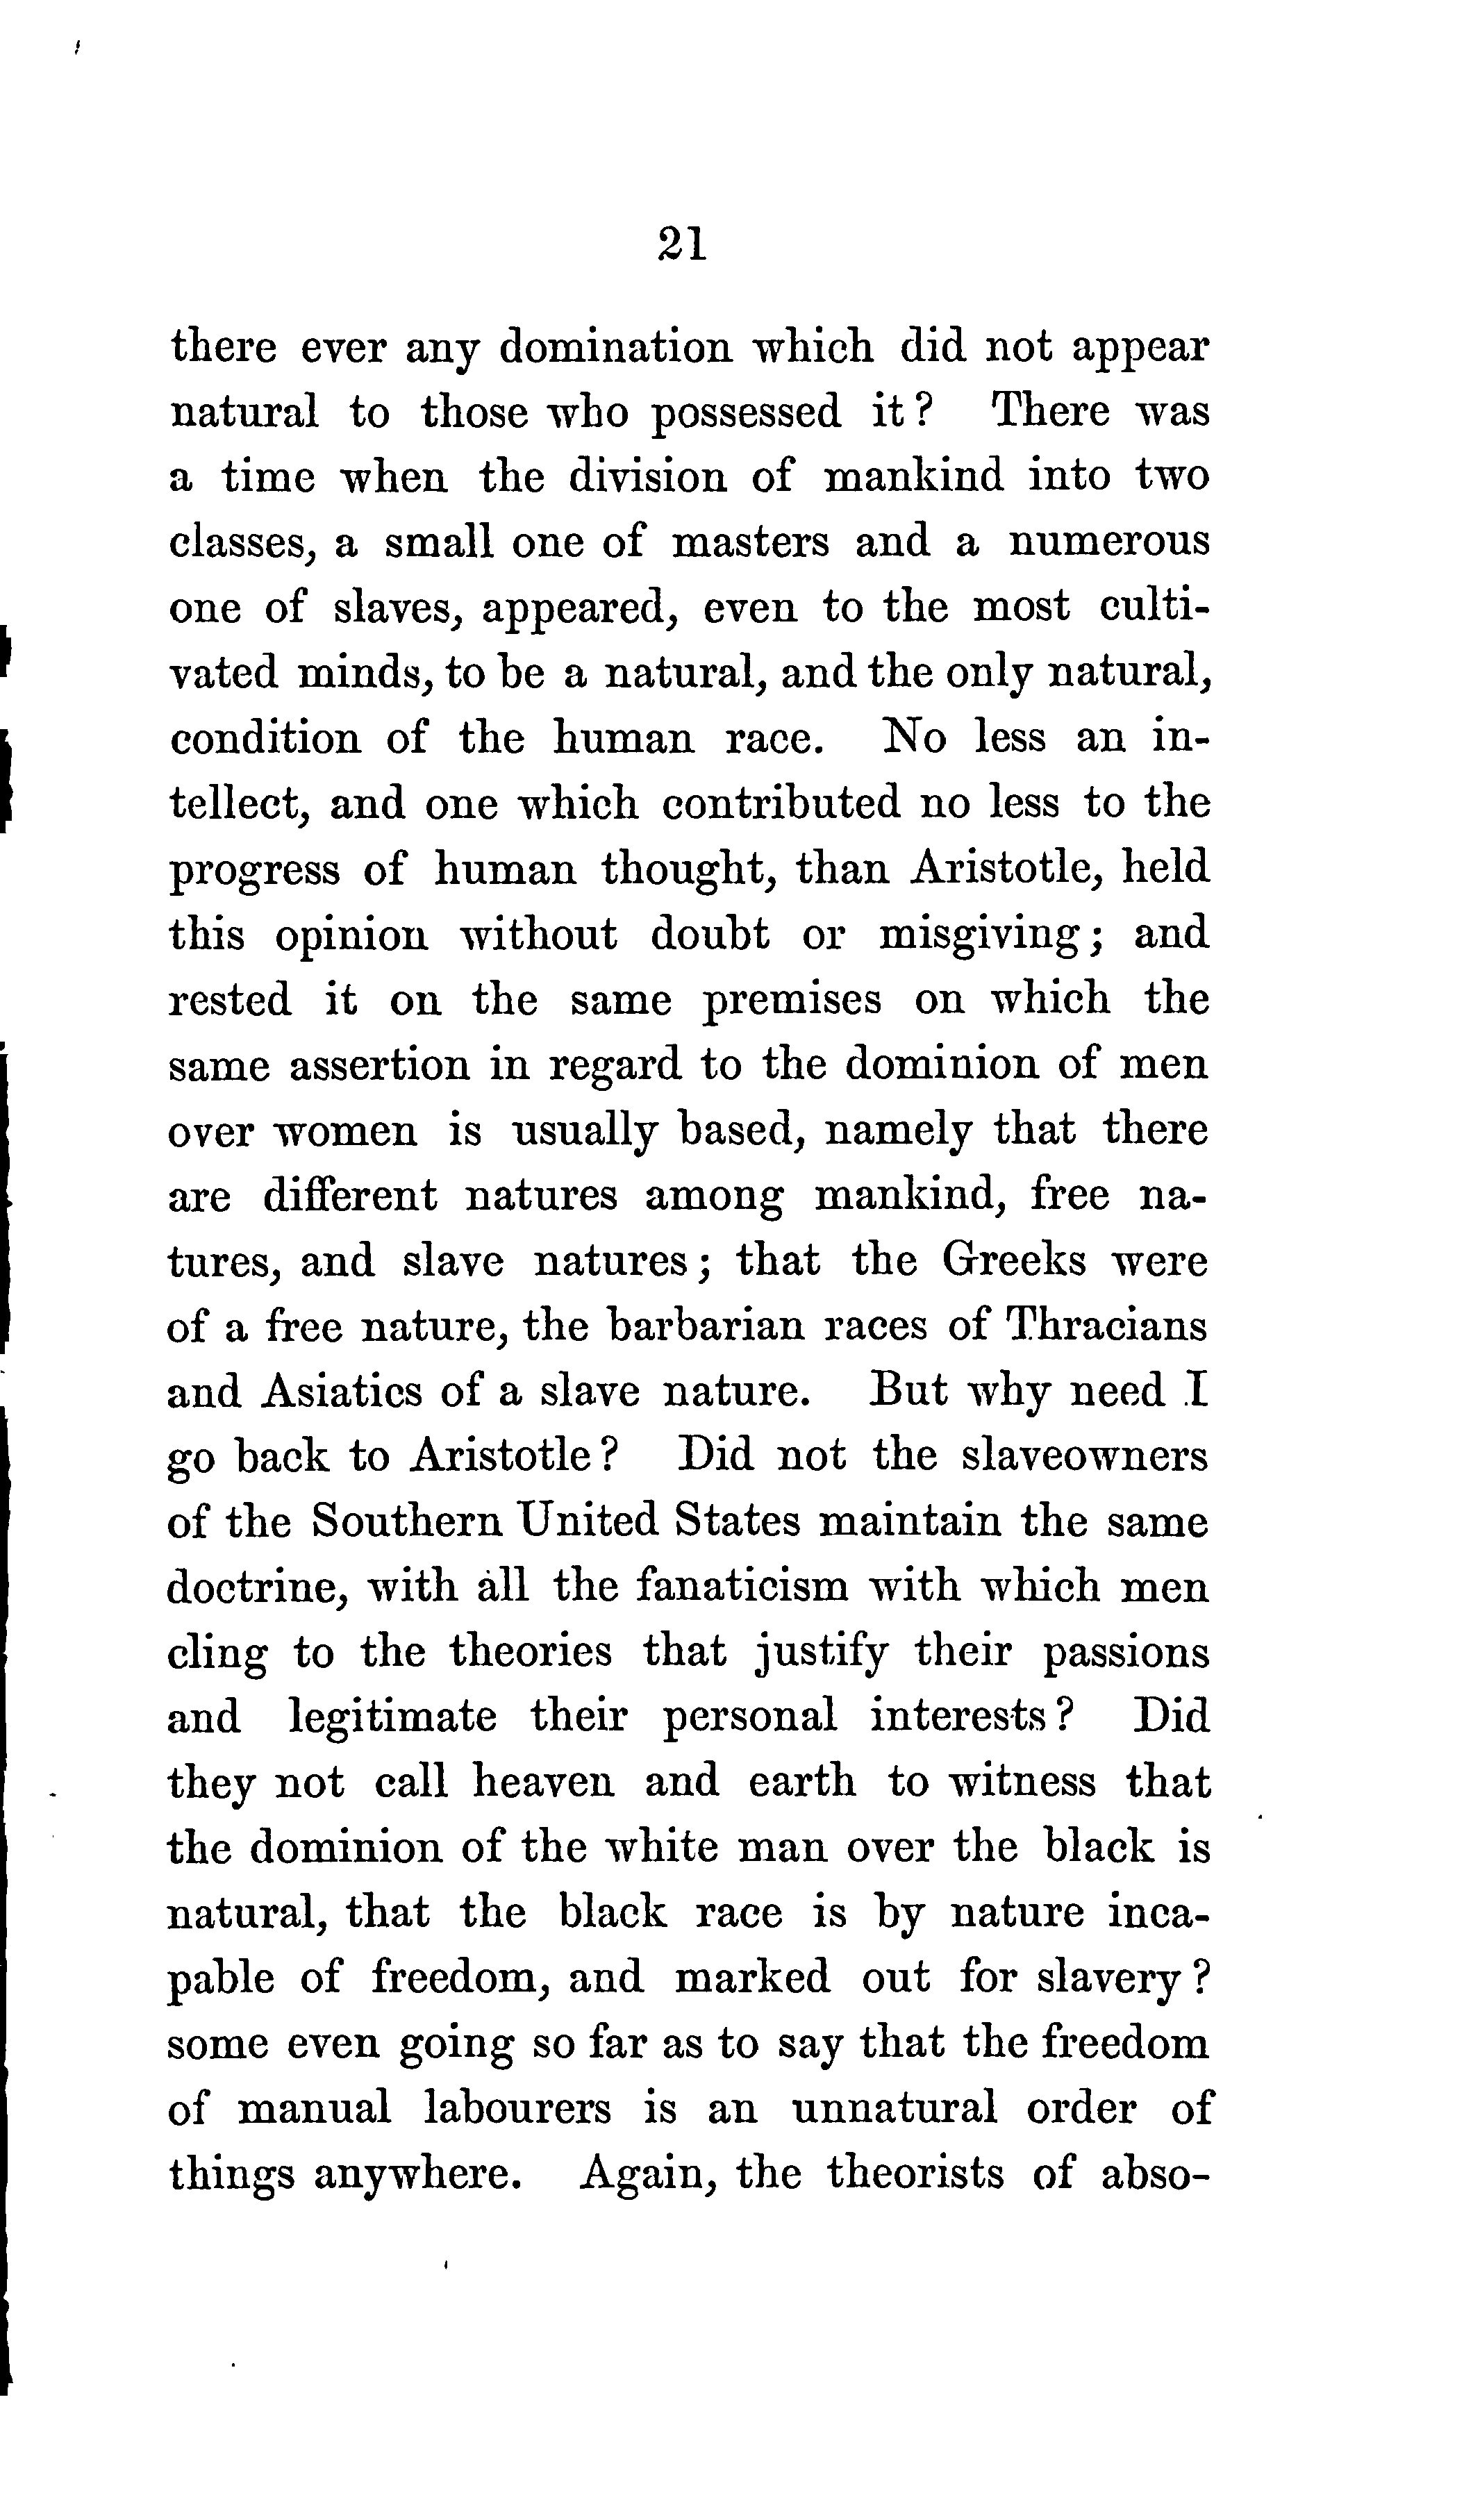 21
there ever any domination which did not appear
natural to those who possessed it? There was
a time when the division of mankind into two
classes, a small one of masters and a numerous
one of slaves, appeared, even to the most culti-
vated minds, to be a natural, and the only natural,
condition of the human race. No less an in-
tellect, and one which contributed no less to the
progress of human thought, than Aristotle, held
this opinion without doubt or misgiving; and
rested it on the same premises on which the
same assertion in regard to the dominion of men
over women is usually based, namely that there
are different natures among mankind, free na-
tures, and slave natures; that the Greeks were
of a free nature, the barbarian races of Thracians
and Asiatics of a slave nature. But why need I
go back to Aristotle? Did not the slaveowners
of the Southern United States maintain the same
doctrine, with all the fanaticism with which men
cling to the theories that justify their passions
and legitimate their personal interests? Did
they not call heaven and earth to witness that
the dominion of the white man over the black is
natural, that the black race is by nature inca-
pable of freedom, and marked out for slavery?
some even going so far as to say that the freedom
of manual labourers is an unnatural order of
things anywhere. Again, the theorists of abso-